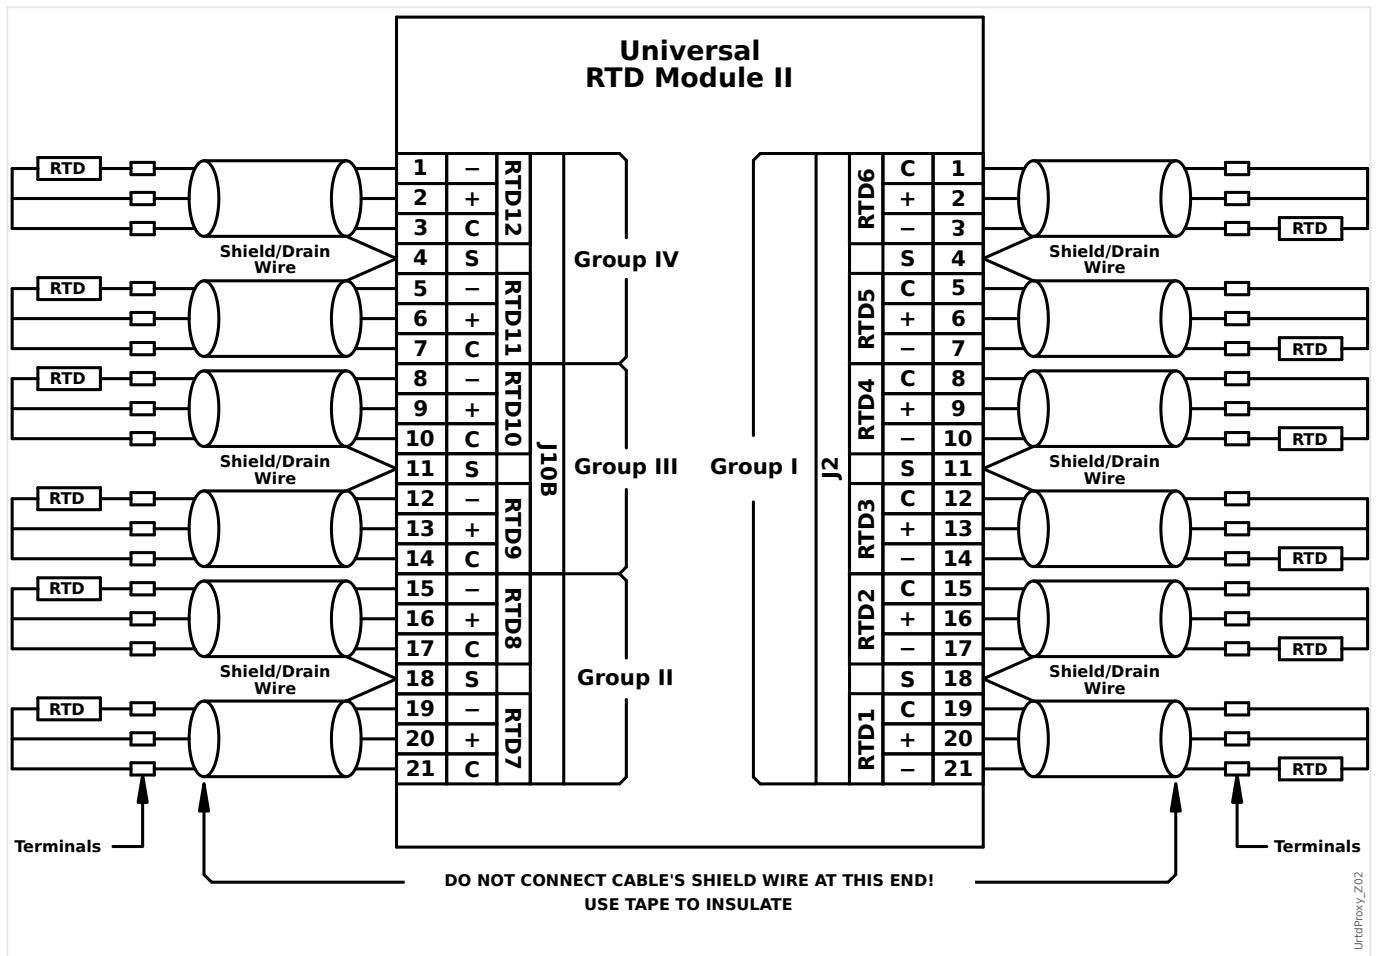 Universal
RTD Module II
RTD 1 − RTD12 RTD6 C 1
2 + + 2
3 C − 3 RTD
Shield/Drain
Wire
4 S Group IV S 4
Shield/Drain
Wire
RTD 5 − RTD11 RTD5 C 5
6 + + 6
7 C − 7 RTD
RTD 8 − RTD10 RTD4 C 8
9 + + 9
10 C − 10 RTD
Shield/Drain
Wire
11 S J10B Group III Group I J2 S 11
Shield/Drain
Wire
RTD 12 − RTD9 RTD3 C 12
13 + + 13
14 C − 14 RTD
RTD 15 − RTD8 RTD2 C 15
16 + + 16
17 C − 17 RTD
Shield/Drain
Wire
18 S Group II S 18
Shield/Drain
Wire
RTD 19 − RTD7 RTD1 C 19
20 + + 20
21 C − 21 RTD
Terminals Terminals
DO NOT CONNECT CABLE'S SHIELD WIRE AT THIS END!
USE TAPE TO INSULATE
UrtdProxy_Z02